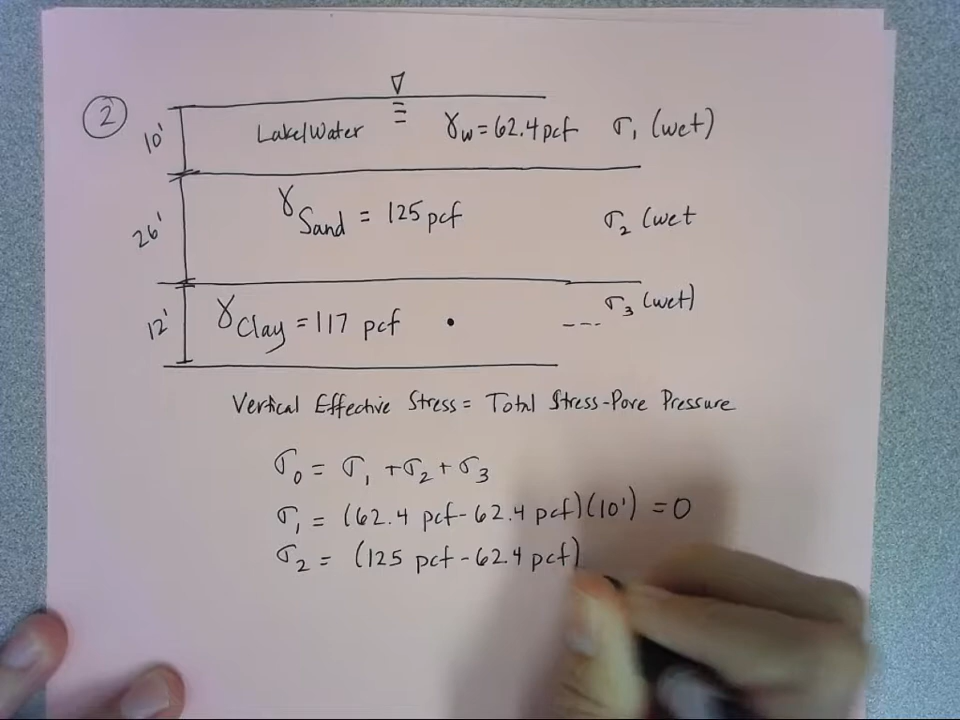 2
10' Lake/Water γw = 62.4 pcf σ1 (wet)
26' γSand = 125 pcf σ2 (wet
12' γClay = 117 pcf σ3 (wet)
Vertical Effective Stress = Total Stress - Pore Pressure
σ0 = σ1 + σ2 + σ3
σ1 = (62.4 pcf - 62.4 pcf)(10') = 0
σ2 = (125 pcf - 62.4 pcf)